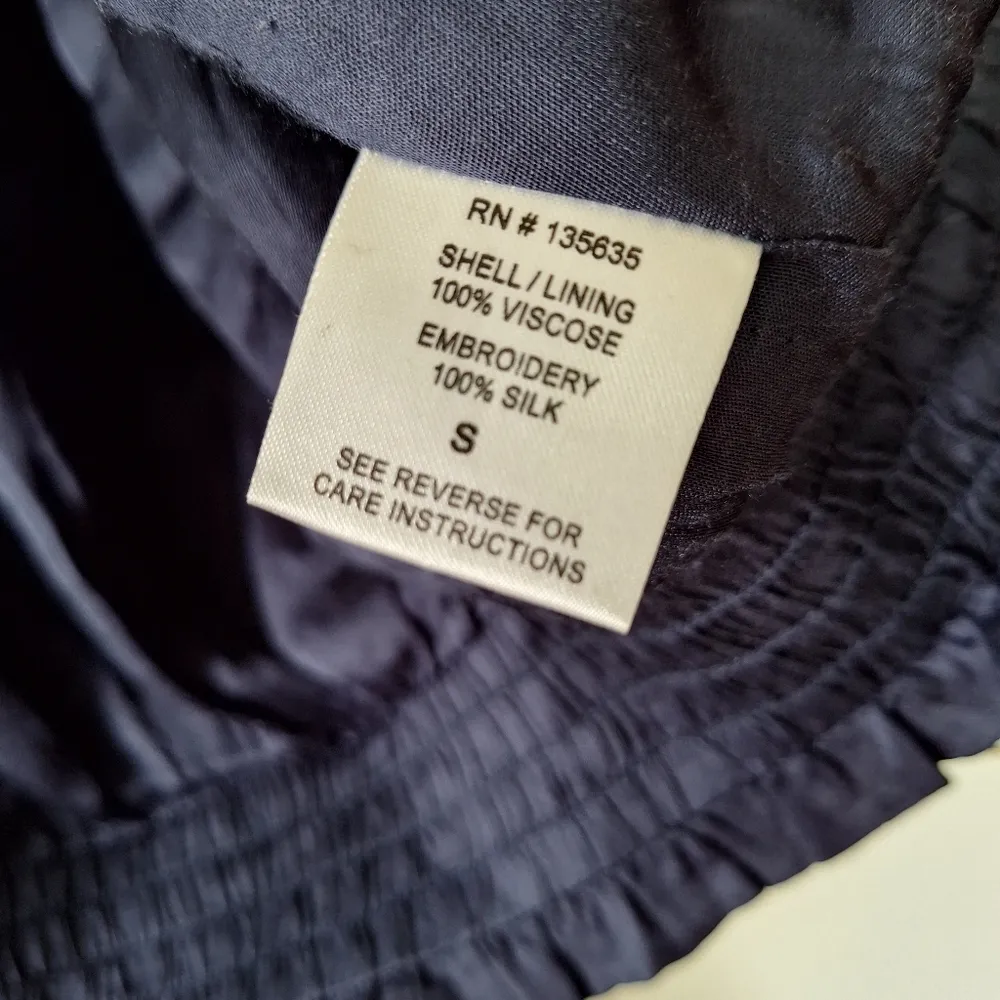 RN # 135635
SHELL / LINING
100% VISCOSE
EMBROIDERY
100% SILK
S
SEE REVERSE FOR
CARE INSTRUCTIONS